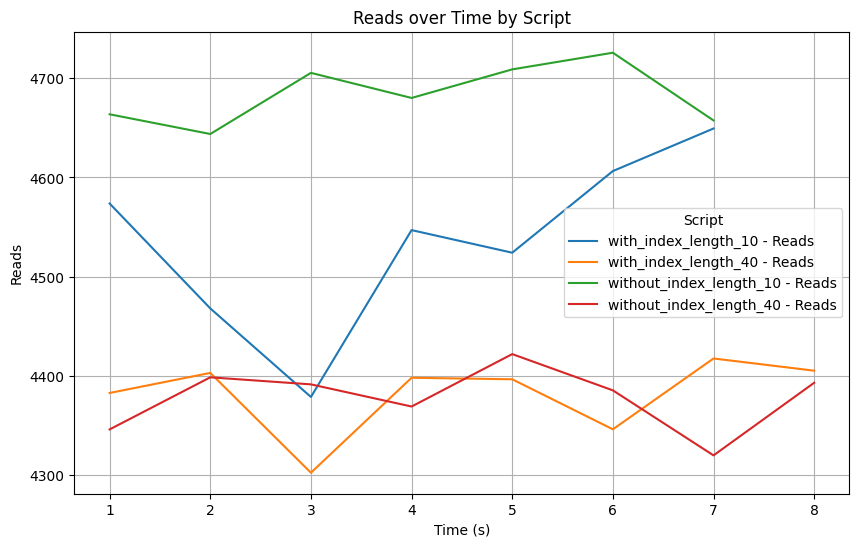 Reads over Time by Script
4700
4600
4500
4400
4300
Reads
Script
with_index_length_10 - Reads
with_index_length_40 - Reads
without_index_length_10 - Reads
without_index_length_40 - Reads
1 2 3 4 5 6 7 8
Time (s)